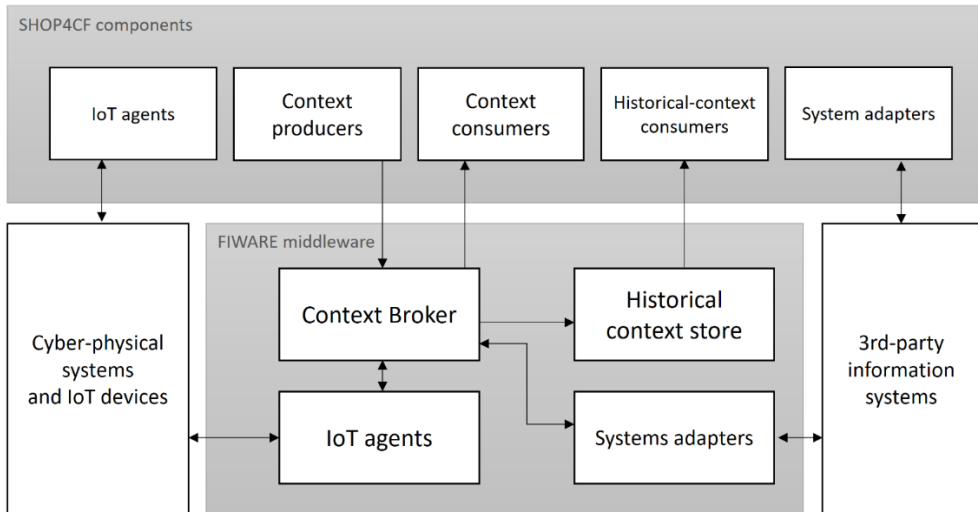 SHOP4CF components
IoT agents
Context
producers
Context
consumers
Historical-context
consumers
System adapters
FIWARE middleware
Cyber-physical
systems
and IoT devices
Context Broker
Historical
context store
IoT agents
Systems adapters
3rd-party
information
systems